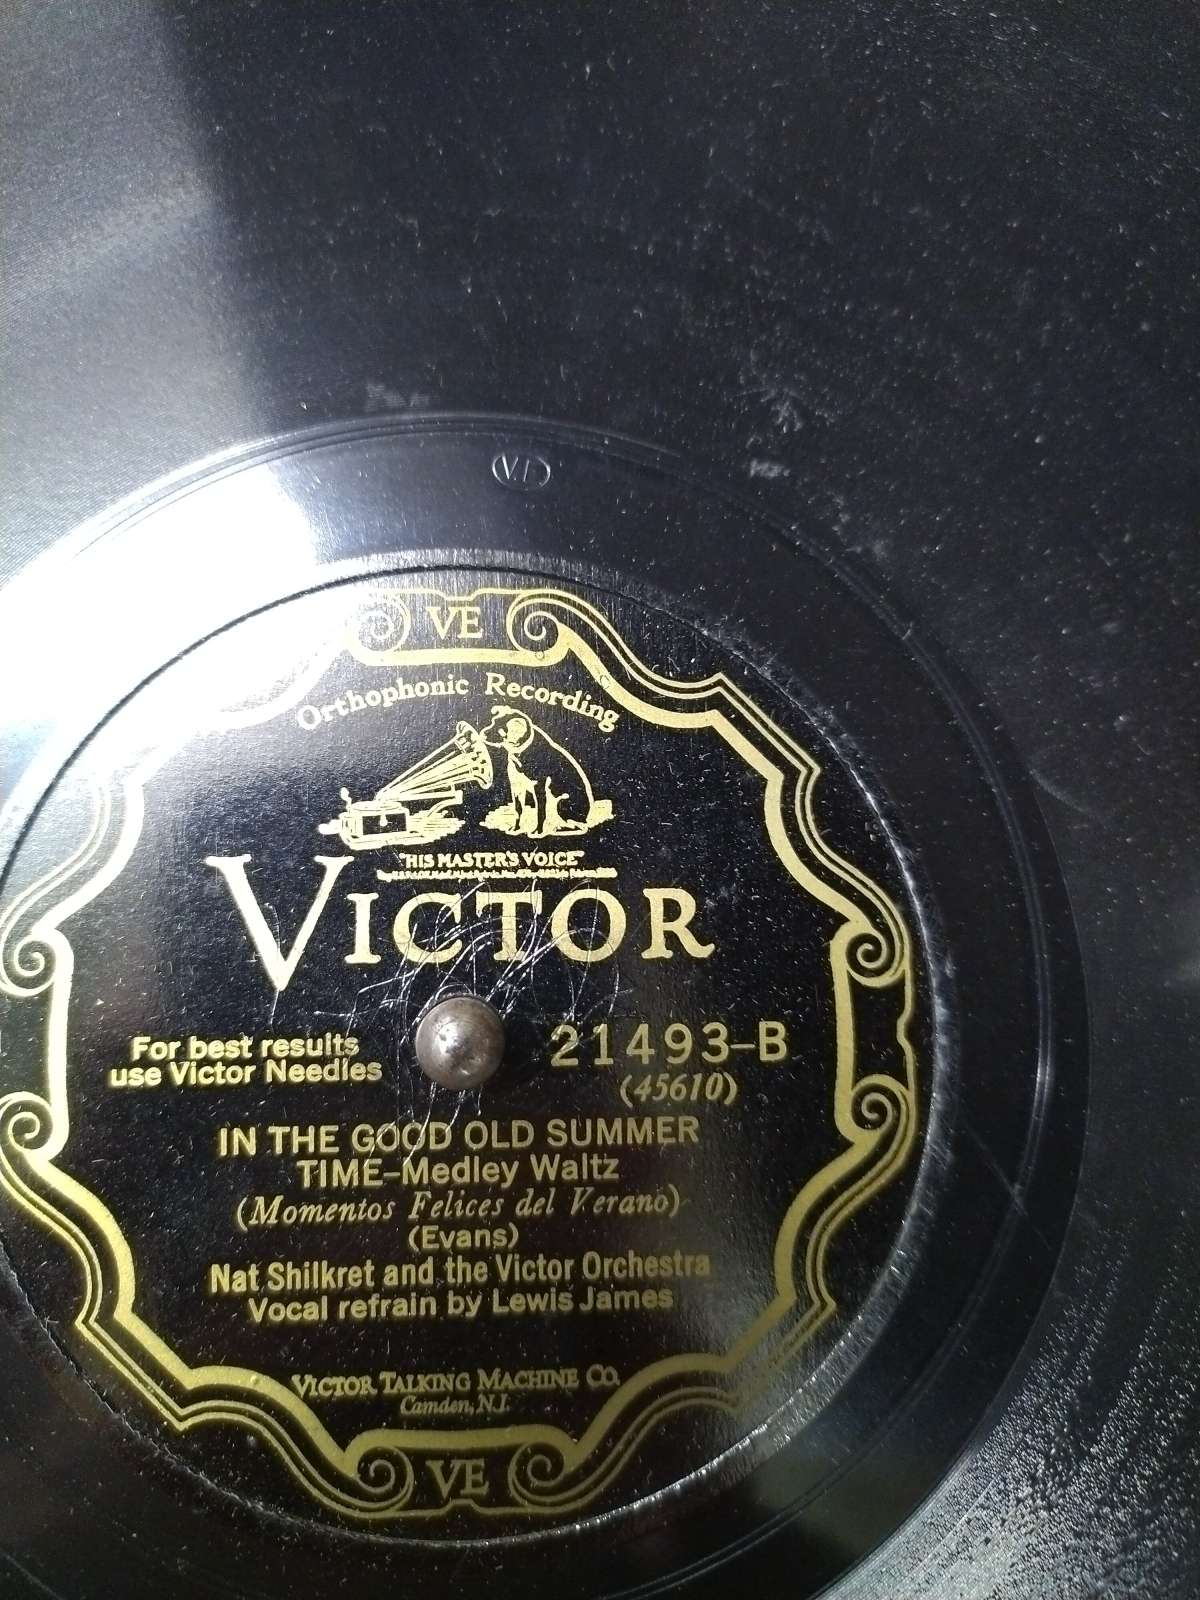 VE
VE
Orthophonic Recording
"HIS MASTER'S VOICE"
VICTOR
For best results
use Victor Needles
21493-B
(45610)
IN THE GOOD OLD SUMMER
TIME-Medley Waltz
(Momentos Felices del Verano)
(Evans)
Nat Shilkret and the Victor Orchestra
Vocal refrain by Lewis James
VICTOR TALKING MACHINE CO.
Camden, N.J.
VE